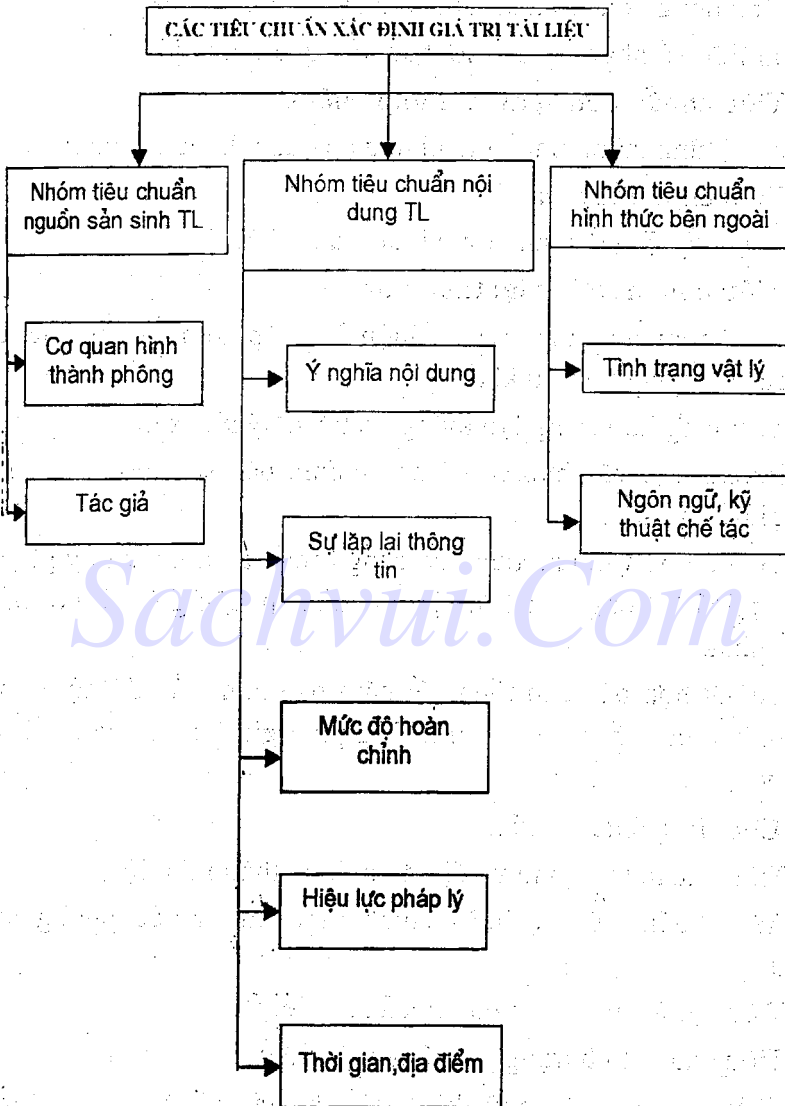 CÁC TIÊU CHUẨN XÁC ĐỊNH GIÁ TRỊ TÀI LIỆU
Nhóm tiêu chuẩn
nguồn sản sinh TL
Cơ quan hình
thành phông
Tác giả
Nhóm tiêu chuẩn nội
dung TL
Ý nghĩa nội dung
Sự lặp lại thông
tin
Mức độ hoàn
chỉnh
Hiệu lực pháp lý
Thời gian,địa điểm
Nhóm tiêu chuẩn
hình thức bên ngoài
Tình trạng vật lý
Ngôn ngữ, kỹ
thuật chế tác
Sachvui.Com